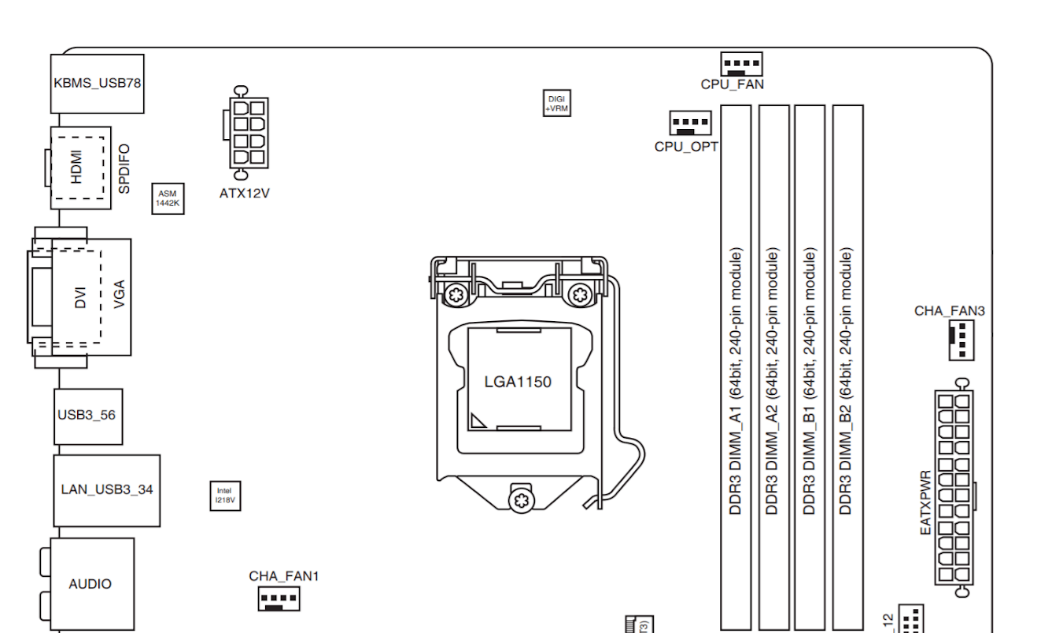 KBMS_USB78
CPU_FAN
DIGI
+VRM
CPU_OPT
HDMI
SPDIFO
ASM
1442K
ATX12V
DVI
VGA
CHA_FAN3
DDR3 DIMM_A1 (64bit, 240-pin module)
DDR3 DIMM_A2 (64bit, 240-pin module)
DDR3 DIMM_B1 (64bit, 240-pin module)
DDR3 DIMM_B2 (64bit, 240-pin module)
LGA1150
USB3_56
LAN_USB3_34
Intel
I218V
EATXPWR
AUDIO
CHA_FAN1
T3)
_12